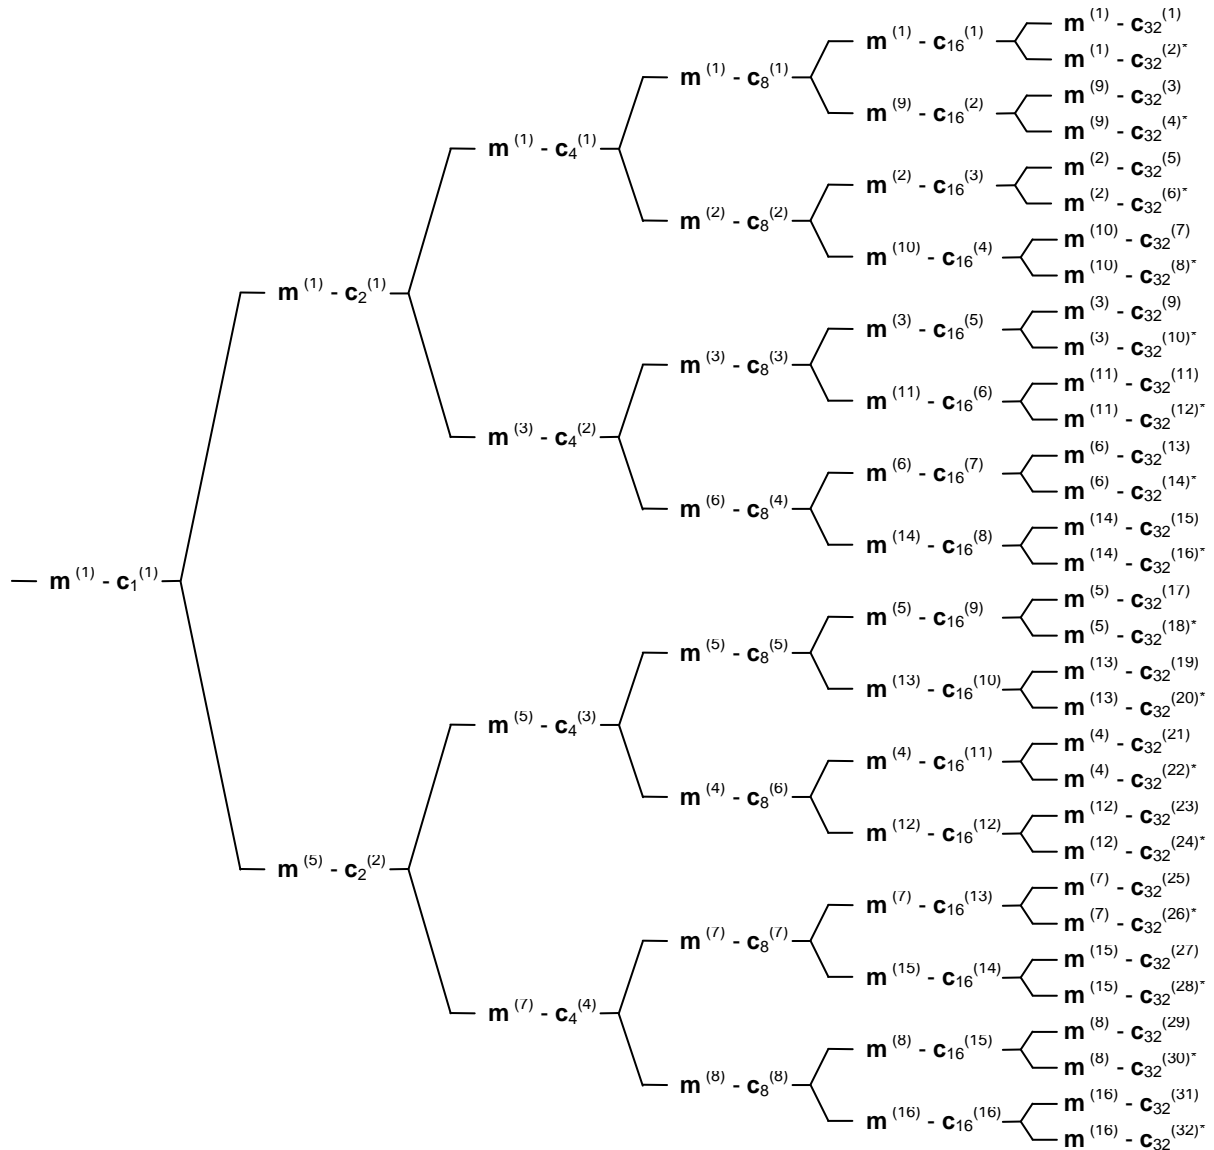 m(1) - c32(1)
m(1) - c16(1)
m(1) - c32(2)*
m(1) - c8(1)
m(9) - c32(3)
m(9) - c16(2)
m(9) - c32(4)*
m(1) - c4(1)
m(2) - c32(5)
m(2) - c16(3)
m(2) - c32(6)*
m(2) - c8(2)
m(10) - c32(7)
m(10) - c16(4)
m(10) - c32(8)*
m(1) - c2(1)
m(3) - c32(9)
m(3) - c16(5)
m(3) - c32(10)*
m(3) - c8(3)
m(11) - c32(11)
m(11) - c16(6)
m(11) - c32(12)*
m(3) - c4(2)
m(6) - c32(13)
m(6) - c16(7)
m(6) - c32(14)*
m(6) - c8(4)
m(14) - c32(15)
m(14) - c16(8)
m(14) - c32(16)*
m(1) - c1(1)
m(5) - c32(17)
m(5) - c16(9)
m(5) - c32(18)*
m(5) - c8(5)
m(13) - c32(19)
m(13) - c16(10)
m(13) - c32(20)*
m(5) - c4(3)
m(4) - c32(21)
m(4) - c16(11)
m(4) - c32(22)*
m(4) - c8(6)
m(12) - c32(23)
m(12) - c16(12)
m(12) - c32(24)*
m(5) - c2(2)
m(7) - c32(25)
m(7) - c16(13)
m(7) - c32(26)*
m(7) - c8(7)
m(15) - c32(27)
m(15) - c16(14)
m(15) - c32(28)*
m(7) - c4(4)
m(8) - c32(29)
m(8) - c16(15)
m(8) - c32(30)*
m(8) - c8(8)
m(16) - c32(31)
m(16) - c16(16)
m(16) - c32(32)*